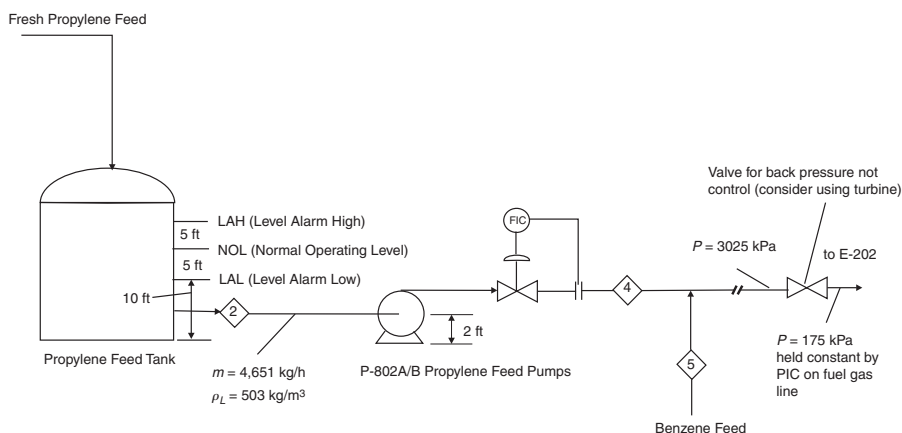 Fresh Propylene Feed
LAH (Level Alarm High)
5 ft
NOL (Normal Operating Level)
5 ft
LAL (Level Alarm Low)
10 ft
2
Propylene Feed Tank
m = 4,651 kg/h
ρL = 503 kg/m³
2 ft
P-802A/B Propylene Feed Pumps
FIC
4
5
Benzene Feed
Valve for back pressure not
control (consider using turbine)
P = 3025 kPa
to E-202
P = 175 kPa
held constant by
PIC on fuel gas
line